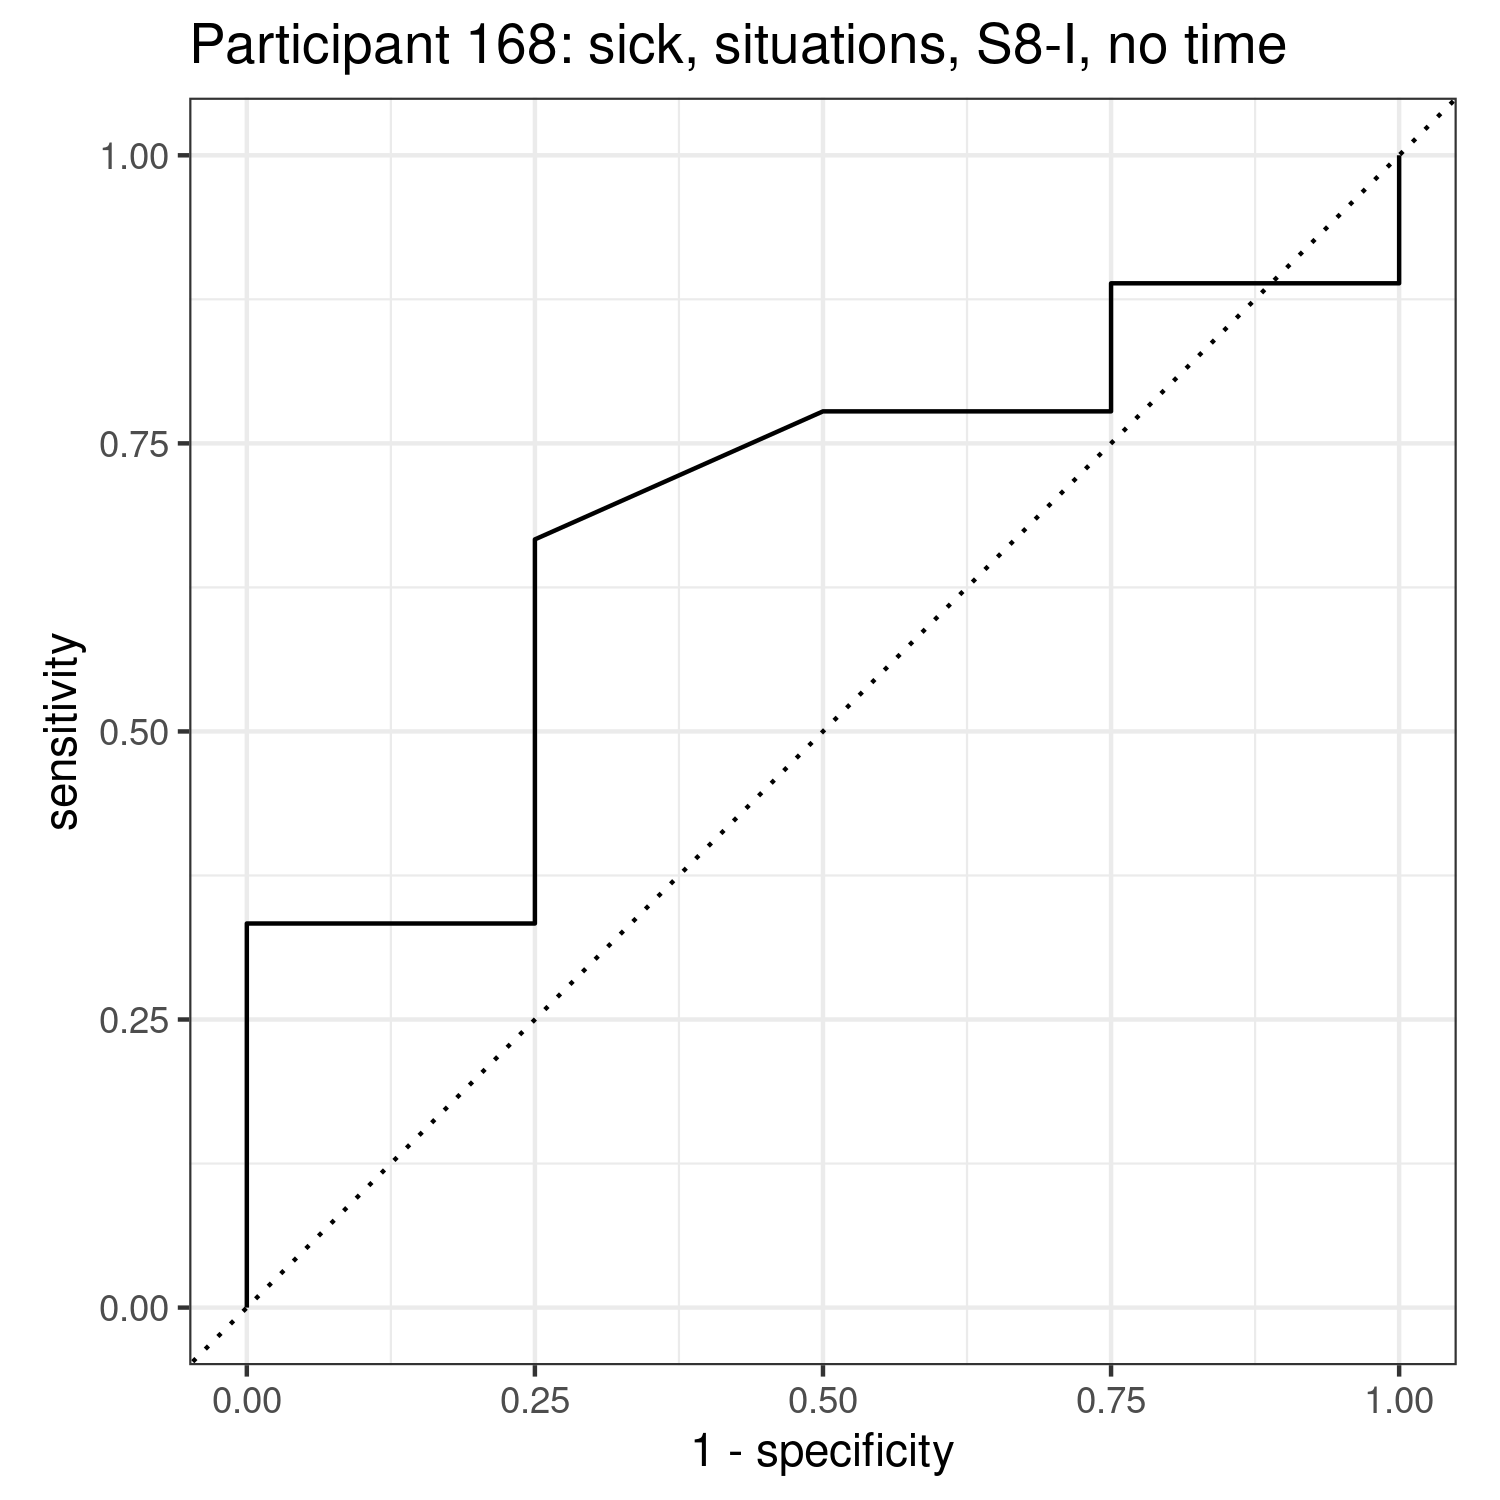 Participant 168: sick, situations, S8-I, no time
sensitivity
1.00
0.75
0.50
0.25
0.00
0.00 0.25 0.50 0.75 1.00
1 - specificity